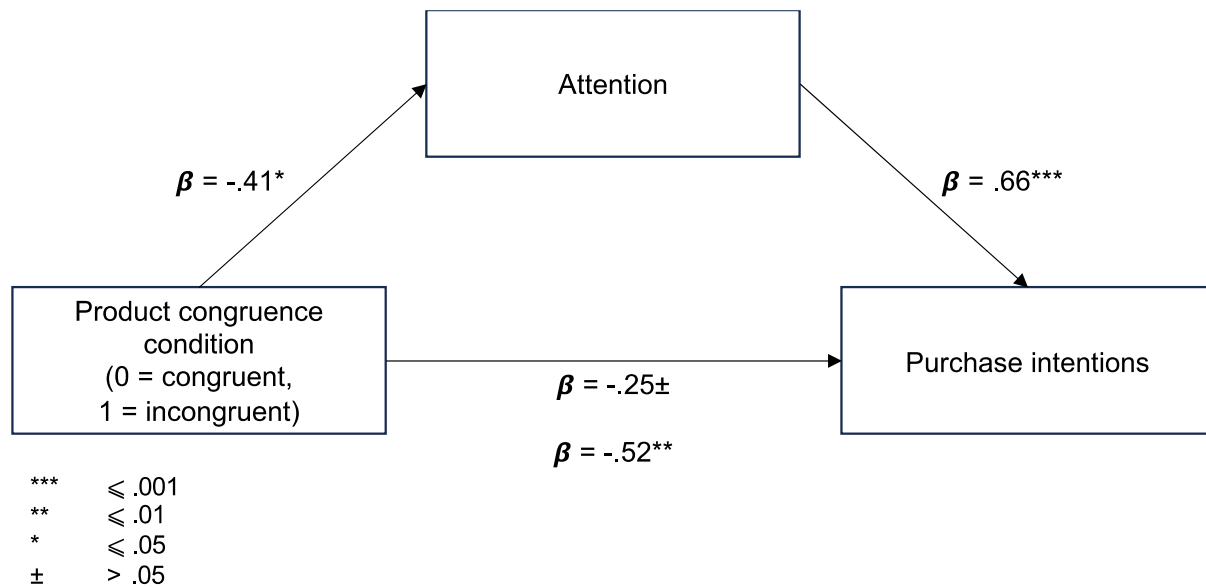 Attention
β = -.41*
β = .66***
Product congruence
condition
(0 = congruent,
1 = incongruent)
Purchase intentions
β = -.25±
β = -.52**
*** ⩽ .001
** ⩽ .01
* ⩽ .05
± > .05